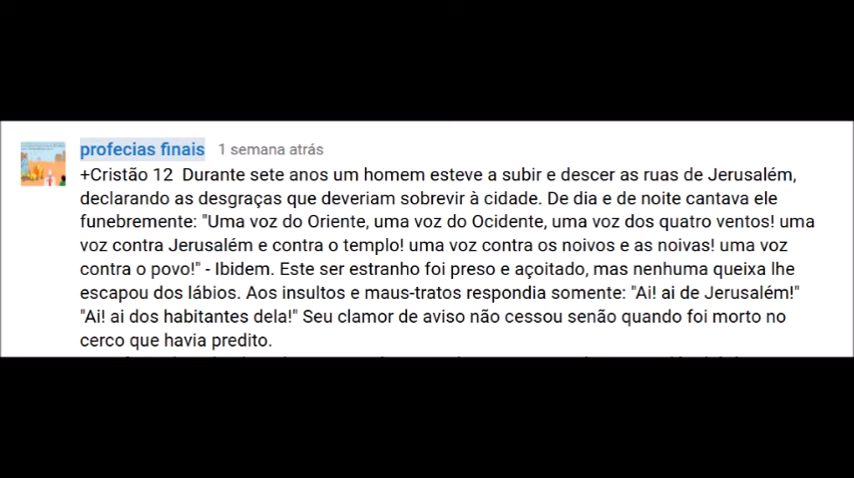 profecias finais 1 semana atrás
+Cristão 12 Durante sete anos um homem esteve a subir e descer as ruas de Jerusalém,
declarando as desgraças que deveriam sobrevir à cidade. De dia e de noite cantava ele
funebremente: "Uma voz do Oriente, uma voz do Ocidente, uma voz dos quatro ventos! uma
voz contra Jerusalém e contra o templo! uma voz contra os noivos e as noivas! uma voz
contra o povo!" - Ibidem. Este ser estranho foi preso e açoitado, mas nenhuma queixa lhe
escapou dos lábios. Aos insultos e maus-tratos respondia somente: "Ai! ai de Jerusalém!"
"Ai! ai dos habitantes dela!" Seu clamor de aviso não cessou senão quando foi morto no
cerco que havia predito.